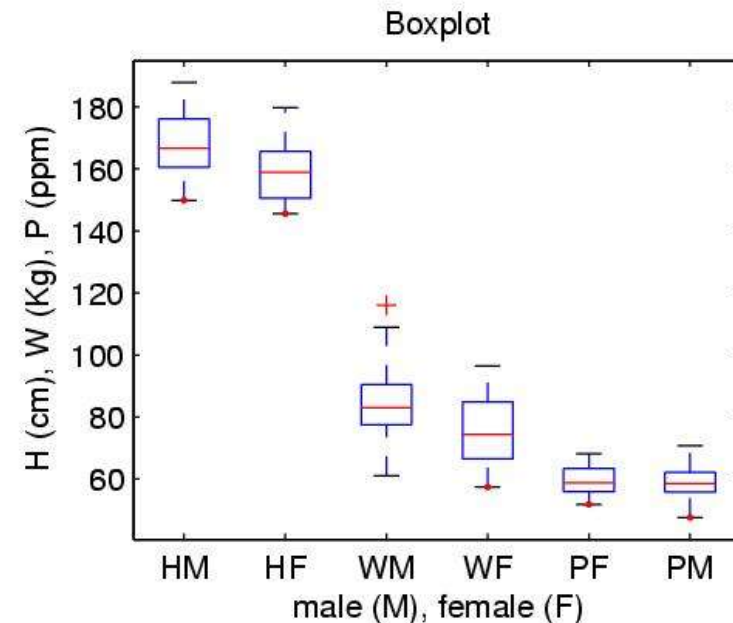 Boxplot
H (cm), W (Kg), P (ppm)
180
160
140
120
100
80
60
HM HF WM WF PF PM
male (M), female (F)